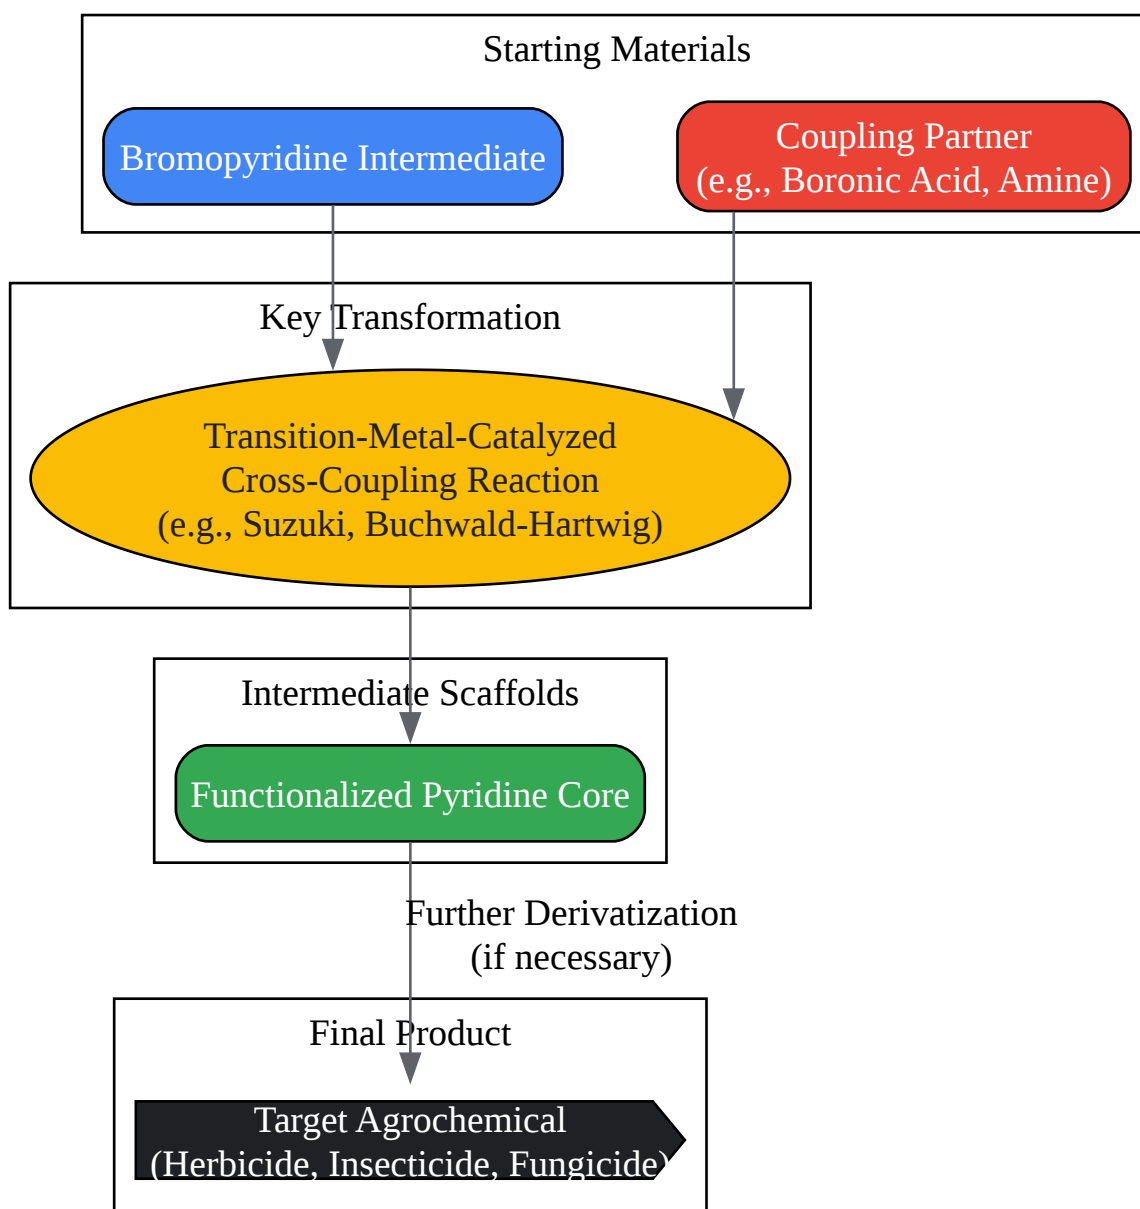 Starting Materials
Bromopyridine Intermediate
Coupling Partner
(e.g., Boronic Acid, Amine)
Key Transformation
Transition-Metal-Catalyzed
Cross-Coupling Reaction
(e.g., Suzuki, Buchwald-Hartwig)
Intermediate Scaffolds
Functionalized Pyridine Core
Further Derivatization
(if necessary)
Final Product
Target Agrochemical
(Herbicide, Insecticide, Fungicide)